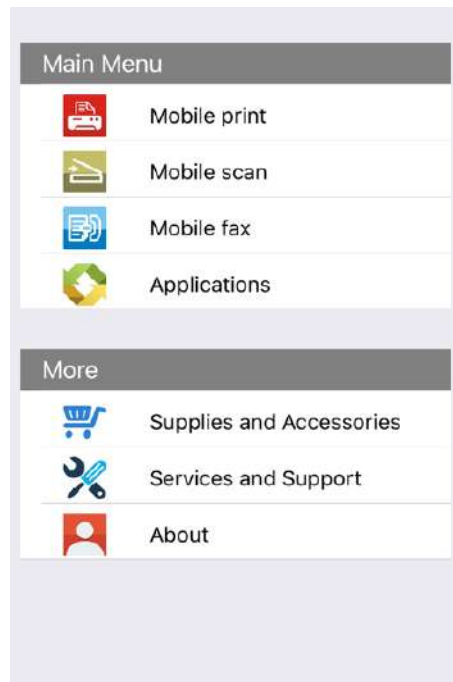 Main Menu
Mobile print
Mobile scan
Mobile fax
Applications
More
Supplies and Accessories
Services and Support
About